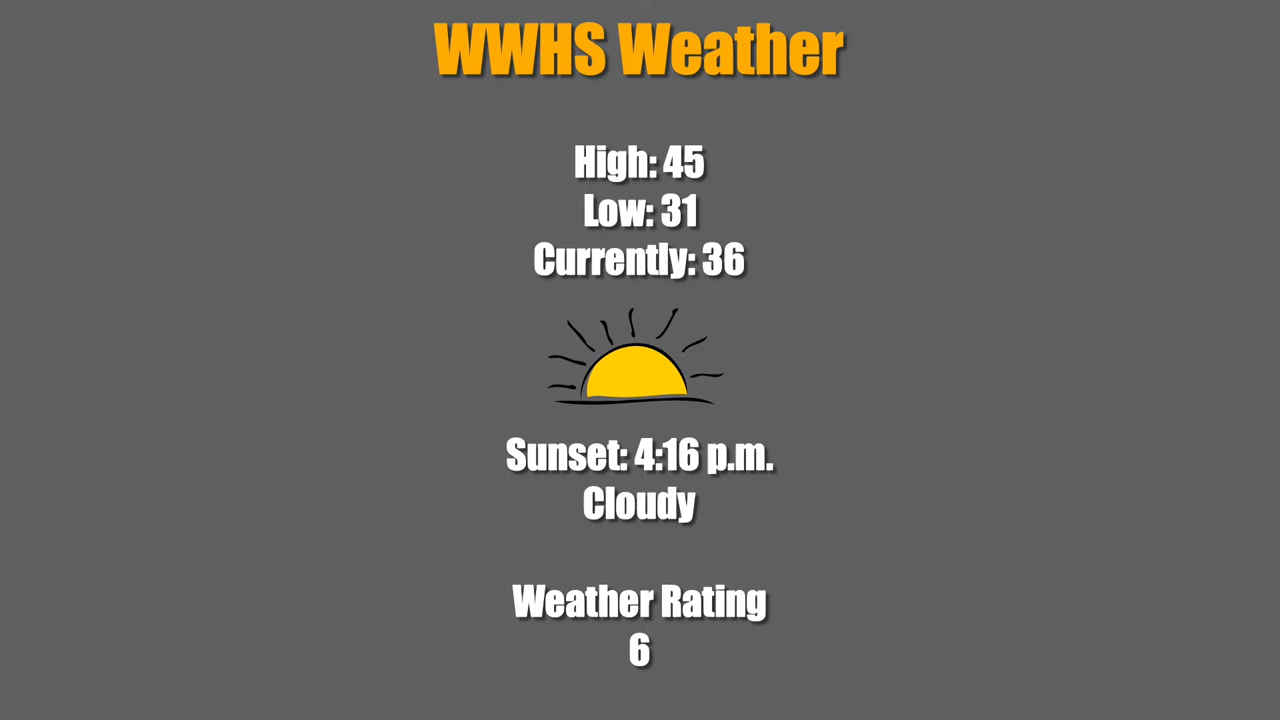 WWHS Weather
High: 45
Low: 31
Currently: 36
Sunset: 4:16 p.m.
Cloudy
Weather Rating
6